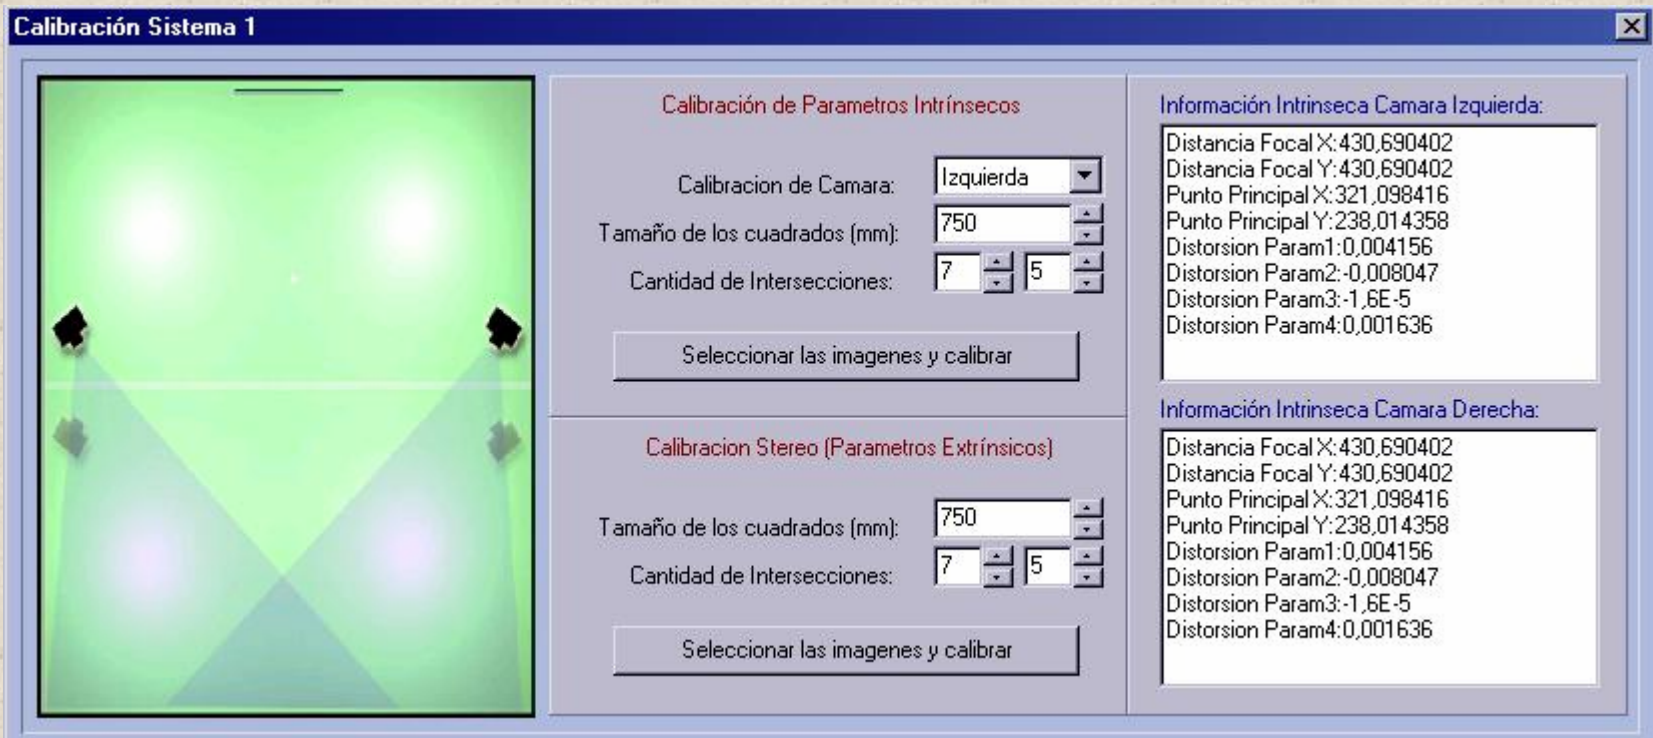 Calibración Sistema 1
Calibración de Parametros Intrínsecos
Calibracion de Camara:
Izquierda
Tamaño de los cuadrados (mm):
750
Cantidad de Intersecciones:
7 5
Seleccionar las imagenes y calibrar
Calibracion Stereo (Parametros Extrínsicos)
Tamaño de los cuadrados (mm):
750
Cantidad de Intersecciones:
7 5
Seleccionar las imagenes y calibrar
Información Intrinseca Camara Izquierda:
Distancia Focal X:430,690402
Distancia Focal Y:430,690402
Punto Principal X:321,098416
Punto Principal Y:238,014358
Distorsion Param1:0,004156
Distorsion Param2:-0,008047
Distorsion Param3:-1,6E-5
Distorsion Param4:0,001636
Información Intrinseca Camara Derecha:
Distancia Focal X:430,690402
Distancia Focal Y:430,690402
Punto Principal X:321,098416
Punto Principal Y:238,014358
Distorsion Param1:0,004156
Distorsion Param2:-0,008047
Distorsion Param3:-1,6E-5
Distorsion Param4:0,001636